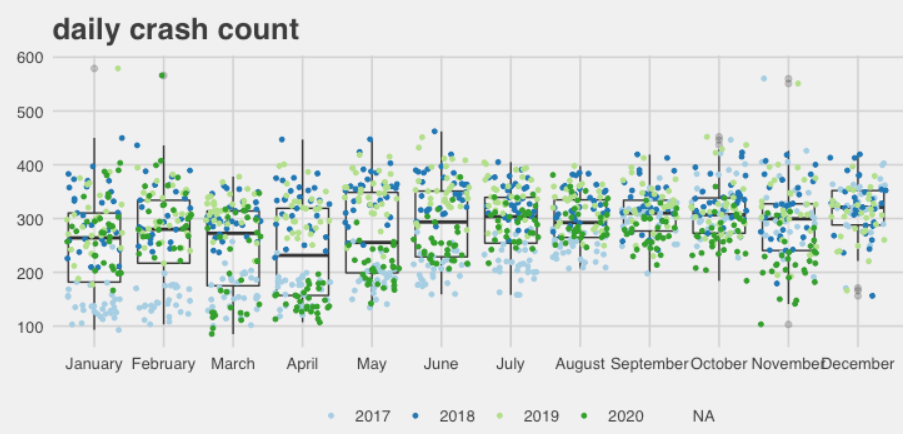 daily crash count
600
500
400
300
200
100
January February March April May June July August September October November December
2017 2018 2019 2020 NA